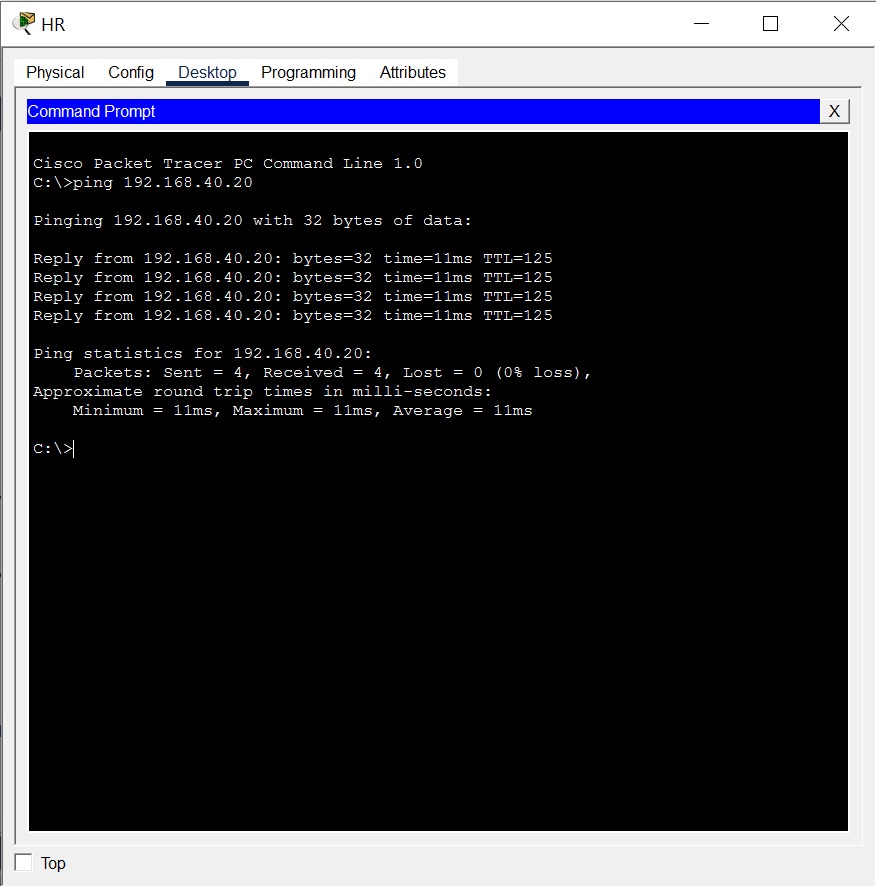 HR
Physical Config Desktop Programming Attributes
Command Prompt X
Cisco Packet Tracer PC Command Line 1.0
C:\>ping 192.168.40.20
Pinging 192.168.40.20 with 32 bytes of data:
Reply from 192.168.40.20: bytes=32 time=11ms TTL=125
Reply from 192.168.40.20: bytes=32 time=11ms TTL=125
Reply from 192.168.40.20: bytes=32 time=11ms TTL=125
Reply from 192.168.40.20: bytes=32 time=11ms TTL=125
Ping statistics for 192.168.40.20:
    Packets: Sent = 4, Received = 4, Lost = 0 (0% loss),
Approximate round trip times in milli-seconds:
    Minimum = 11ms, Maximum = 11ms, Average = 11ms
C:\>
Top